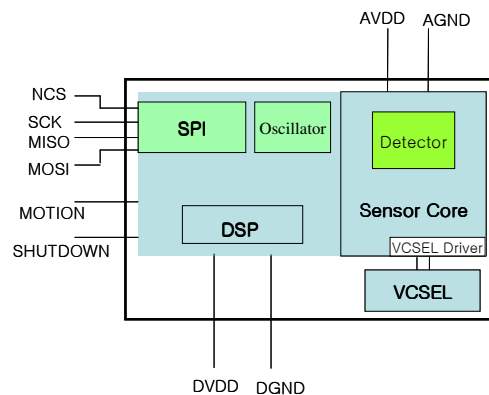 AVDD AGND
NCS
SCK
MISO
MOSI
SPI
Oscillator
Detector
MOTION
Sensor Core
DSP
SHUTDOWN
VCSEL Driver
VCSEL
DVDD DGND